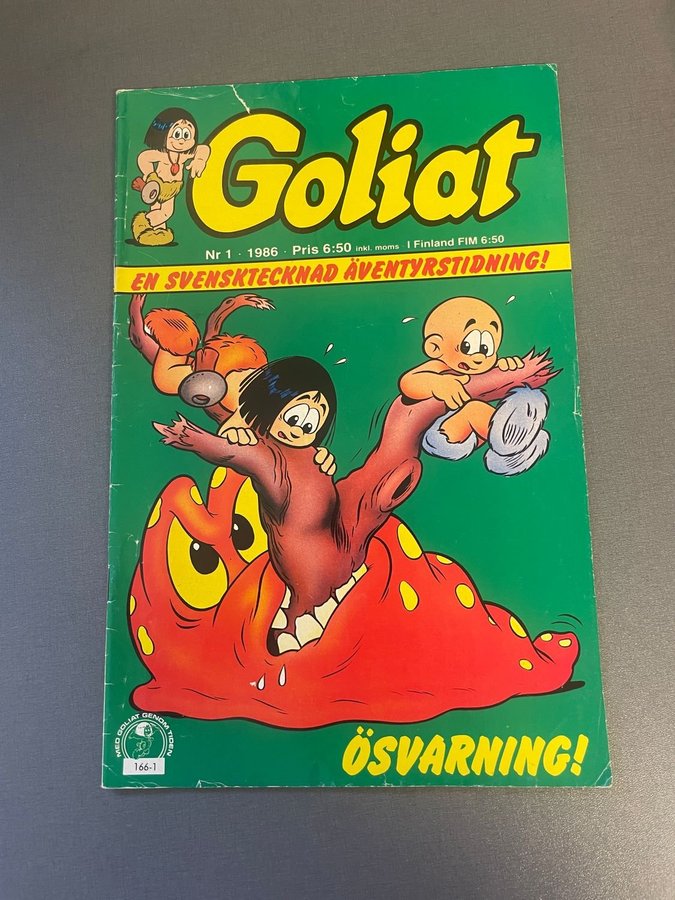 Goliat
Nr 1 · 1986 · Pris 6:50 inkl. moms · I Finland FIM 6:50
EN SVENSKTECKNAD ÄVENTYRSTIDNING!
MED GOLIAT GENOM TIDEN
166-1
ÖSVARNING!